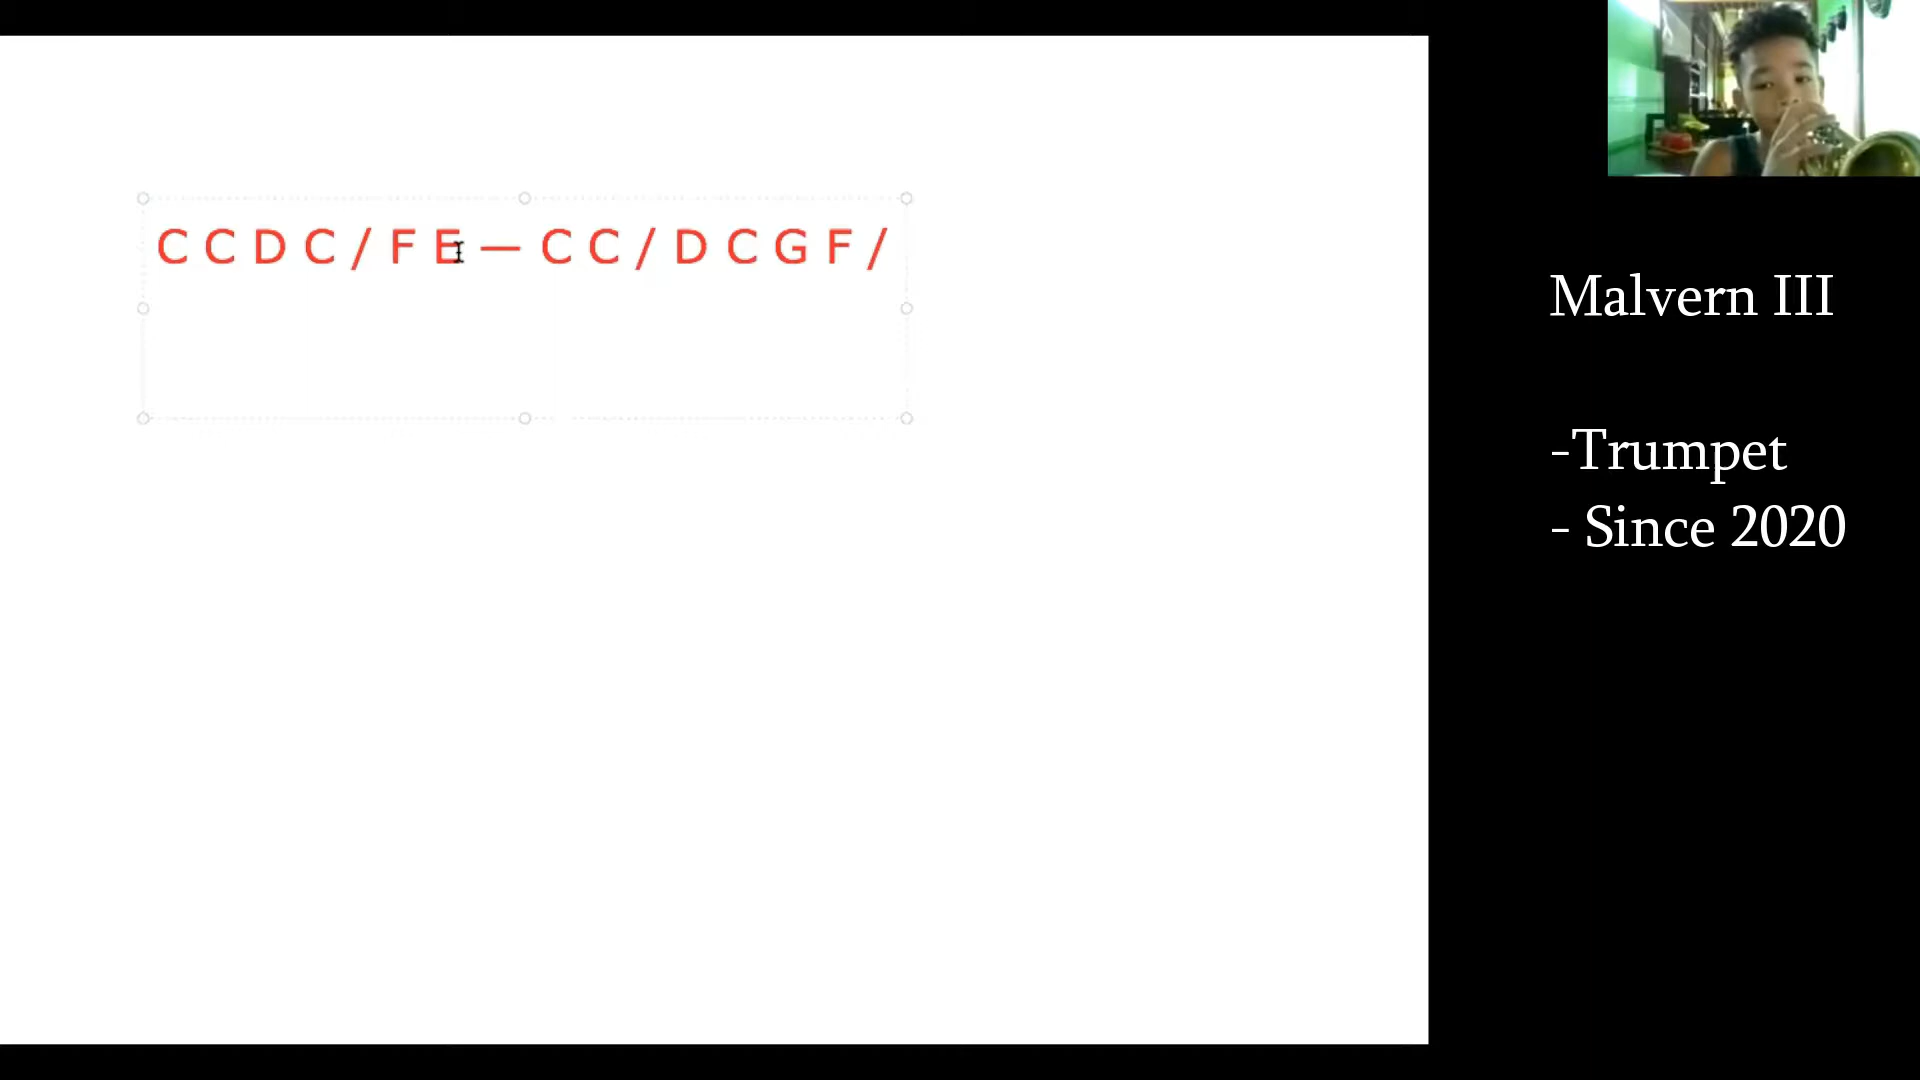 C C D C / F E — C C / D C G F /
Malvern III
-Trumpet
- Since 2020